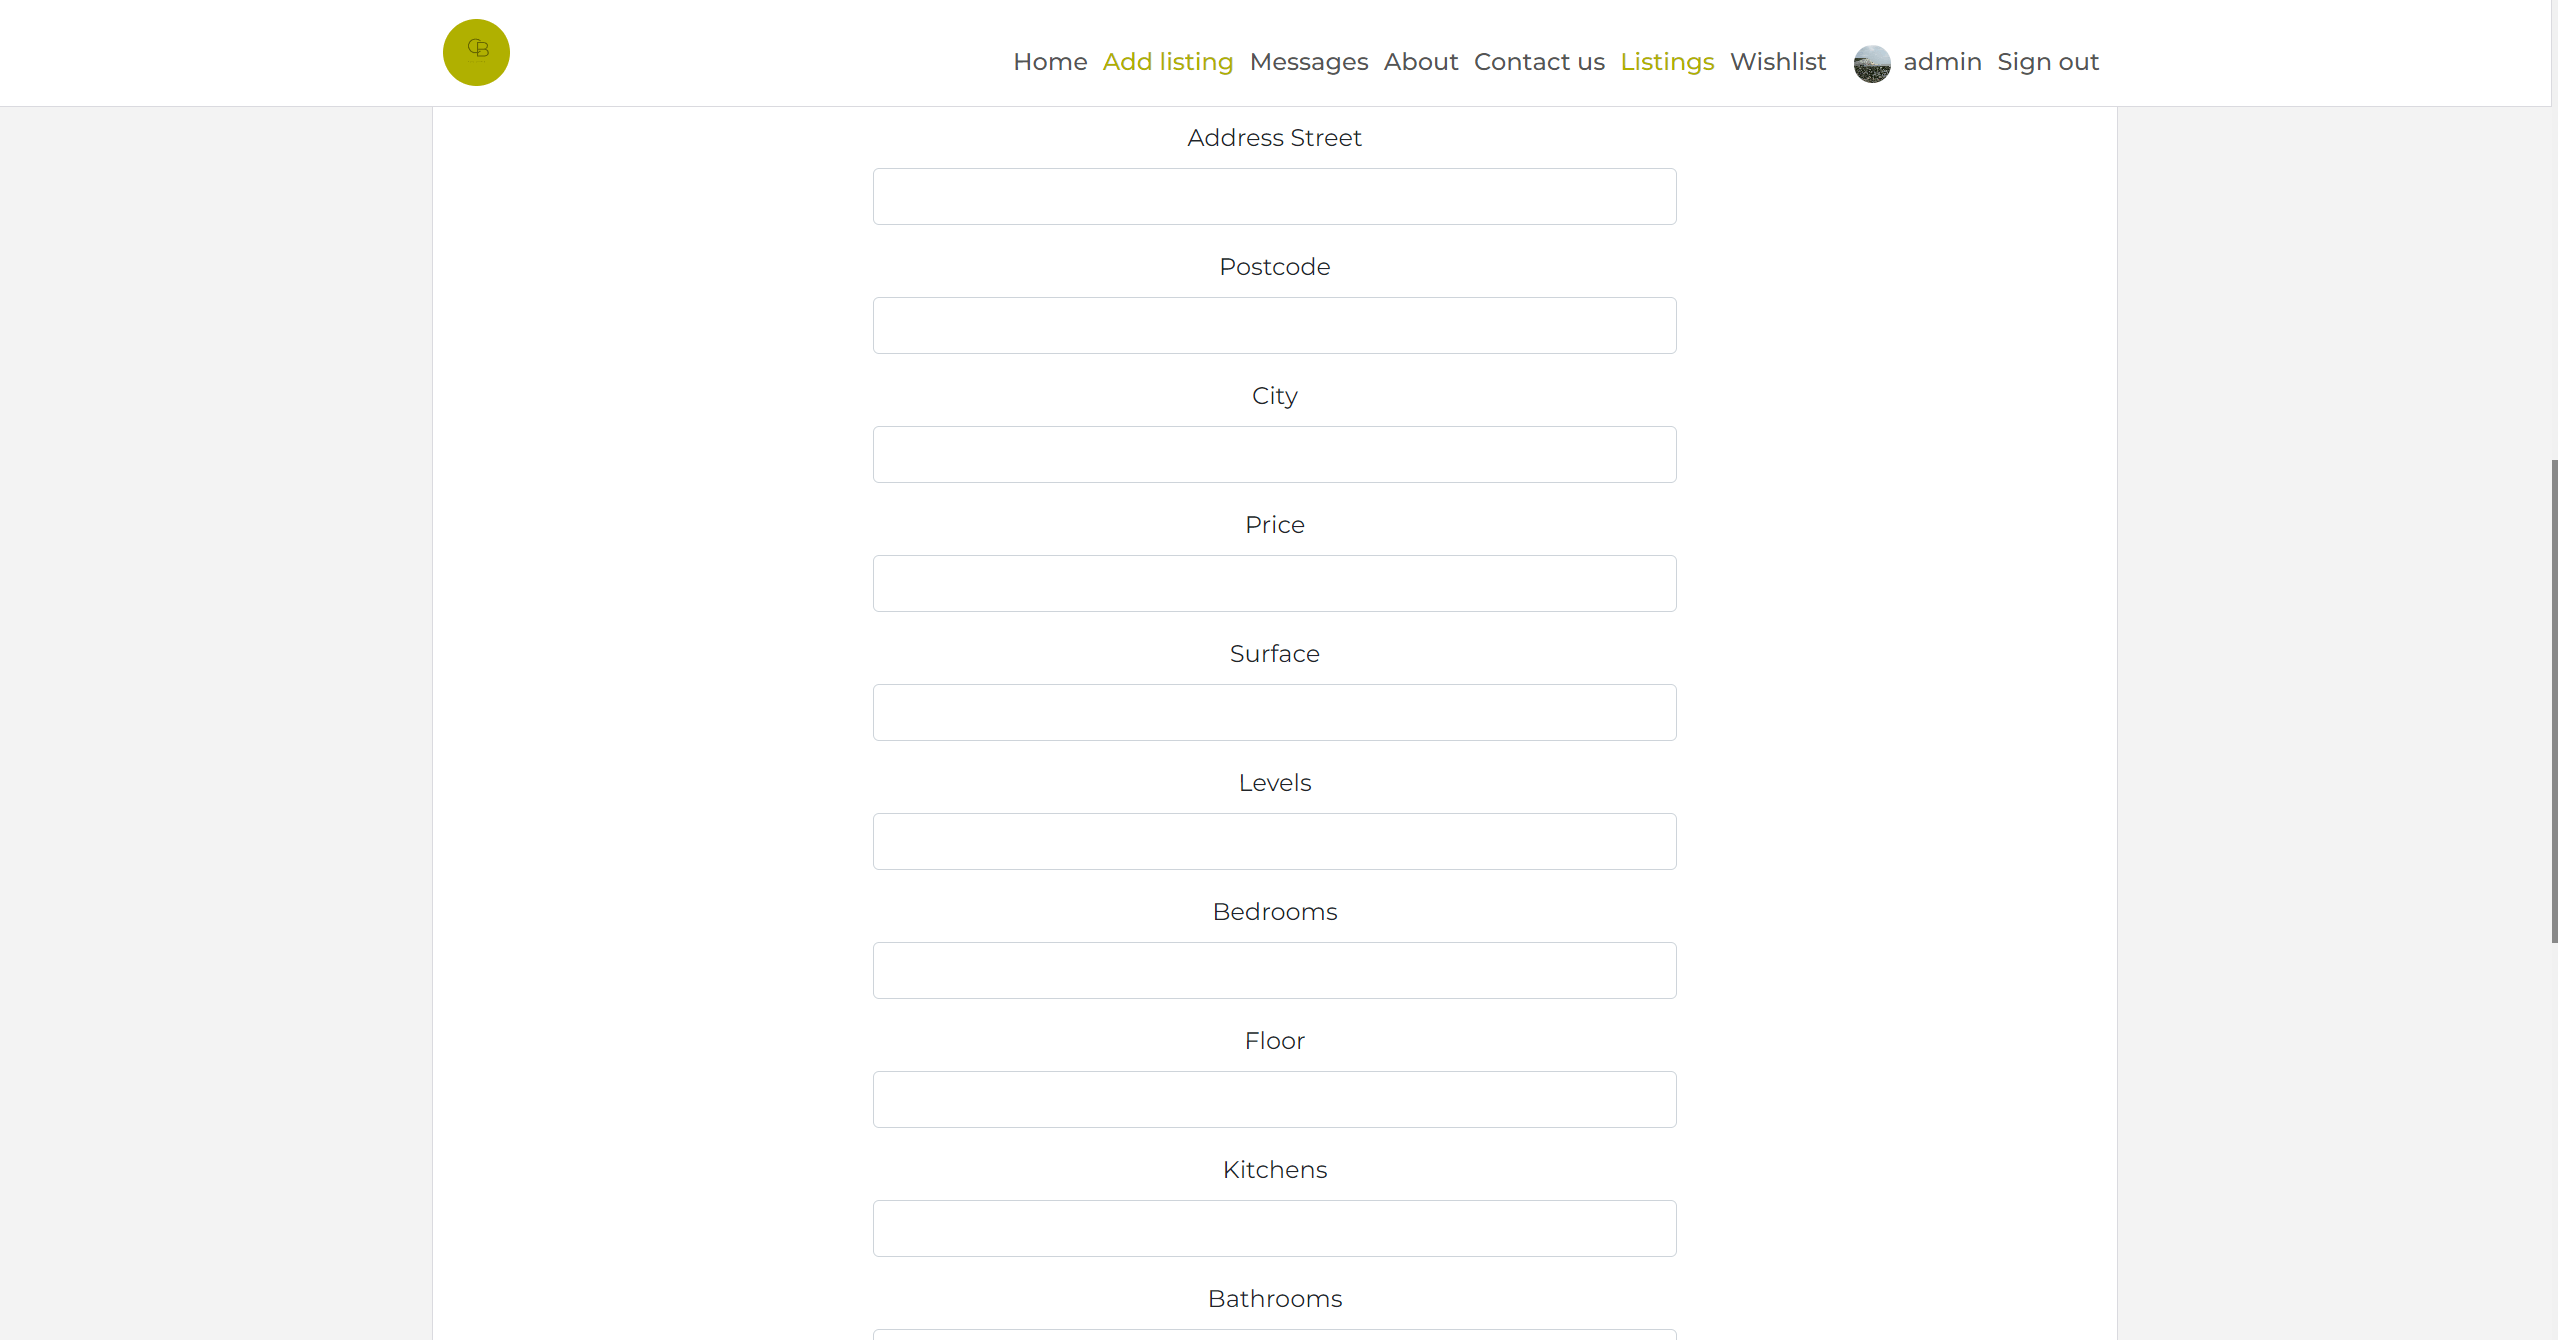 CB
Home Add listing Messages About Contact us Listings Wishlist admin Sign out
Address Street
Postcode
City
Price
Surface
Levels
Bedrooms
Floor
Kitchens
Bathrooms